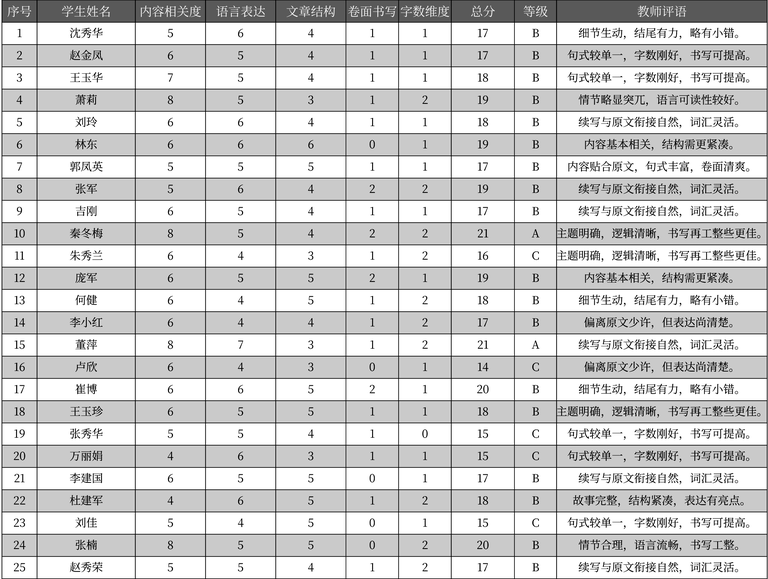 序号 学生姓名 内容相关度 语言表达 文章结构 卷面书写 字数维度 总分 等级 教师评语
1 沈秀华 5 6 4 1 1 17 B 细节生动，结尾有力，略有小错。
2 赵金凤 6 5 4 1 1 17 B 句式较单一，字数刚好，书写可提高。
3 王玉华 7 5 4 1 1 18 B 句式较单一，字数刚好，书写可提高。
4 萧莉 8 5 3 1 2 19 B 情节略显突兀，语言可读性较好。
5 刘玲 6 6 4 1 1 18 B 续写与原文衔接自然，词汇灵活。
6 林东 6 6 6 0 1 19 B 内容基本相关，结构需更紧凑。
7 郭凤英 5 5 5 1 1 17 B 内容贴合原文，句式丰富，卷面清爽。
8 张军 5 6 4 2 2 19 B 续写与原文衔接自然，词汇灵活。
9 吉刚 6 5 4 1 1 17 B 续写与原文衔接自然，词汇灵活。
10 秦冬梅 8 5 4 2 2 21 A 主题明确，逻辑清晰，书写再工整些更佳。
11 朱秀兰 6 4 3 1 2 16 C 主题明确，逻辑清晰，书写再工整些更佳。
12 庞军 6 5 5 2 1 19 B 内容基本相关，结构需更紧凑。
13 何健 6 4 5 1 2 18 B 细节生动，结尾有力，略有小错。
14 李小红 6 4 4 1 2 17 B 偏离原文少许，但表达尚清楚。
15 董萍 8 7 3 1 2 21 A 续写与原文衔接自然，词汇灵活。
16 卢欣 6 4 3 0 1 14 C 偏离原文少许，但表达尚清楚。
17 崔博 6 6 5 2 1 20 B 细节生动，结尾有力，略有小错。
18 王玉珍 6 5 5 1 1 18 B 主题明确，逻辑清晰，书写再工整些更佳。
19 张秀华 5 5 4 1 0 15 C 句式较单一，字数刚好，书写可提高。
20 万丽娟 4 6 3 1 1 15 C 句式较单一，字数刚好，书写可提高。
21 李建国 6 5 5 0 1 17 B 续写与原文衔接自然，词汇灵活。
22 杜建军 4 6 5 1 2 18 B 故事完整，结构紧凑，表达有亮点。
23 刘佳 5 4 5 0 1 15 C 句式较单一，字数刚好，书写可提高。
24 张楠 8 5 5 0 2 20 B 情节合理，语言流畅，书写工整。
25 赵秀荣 5 5 4 1 2 17 B 续写与原文衔接自然，词汇灵活。